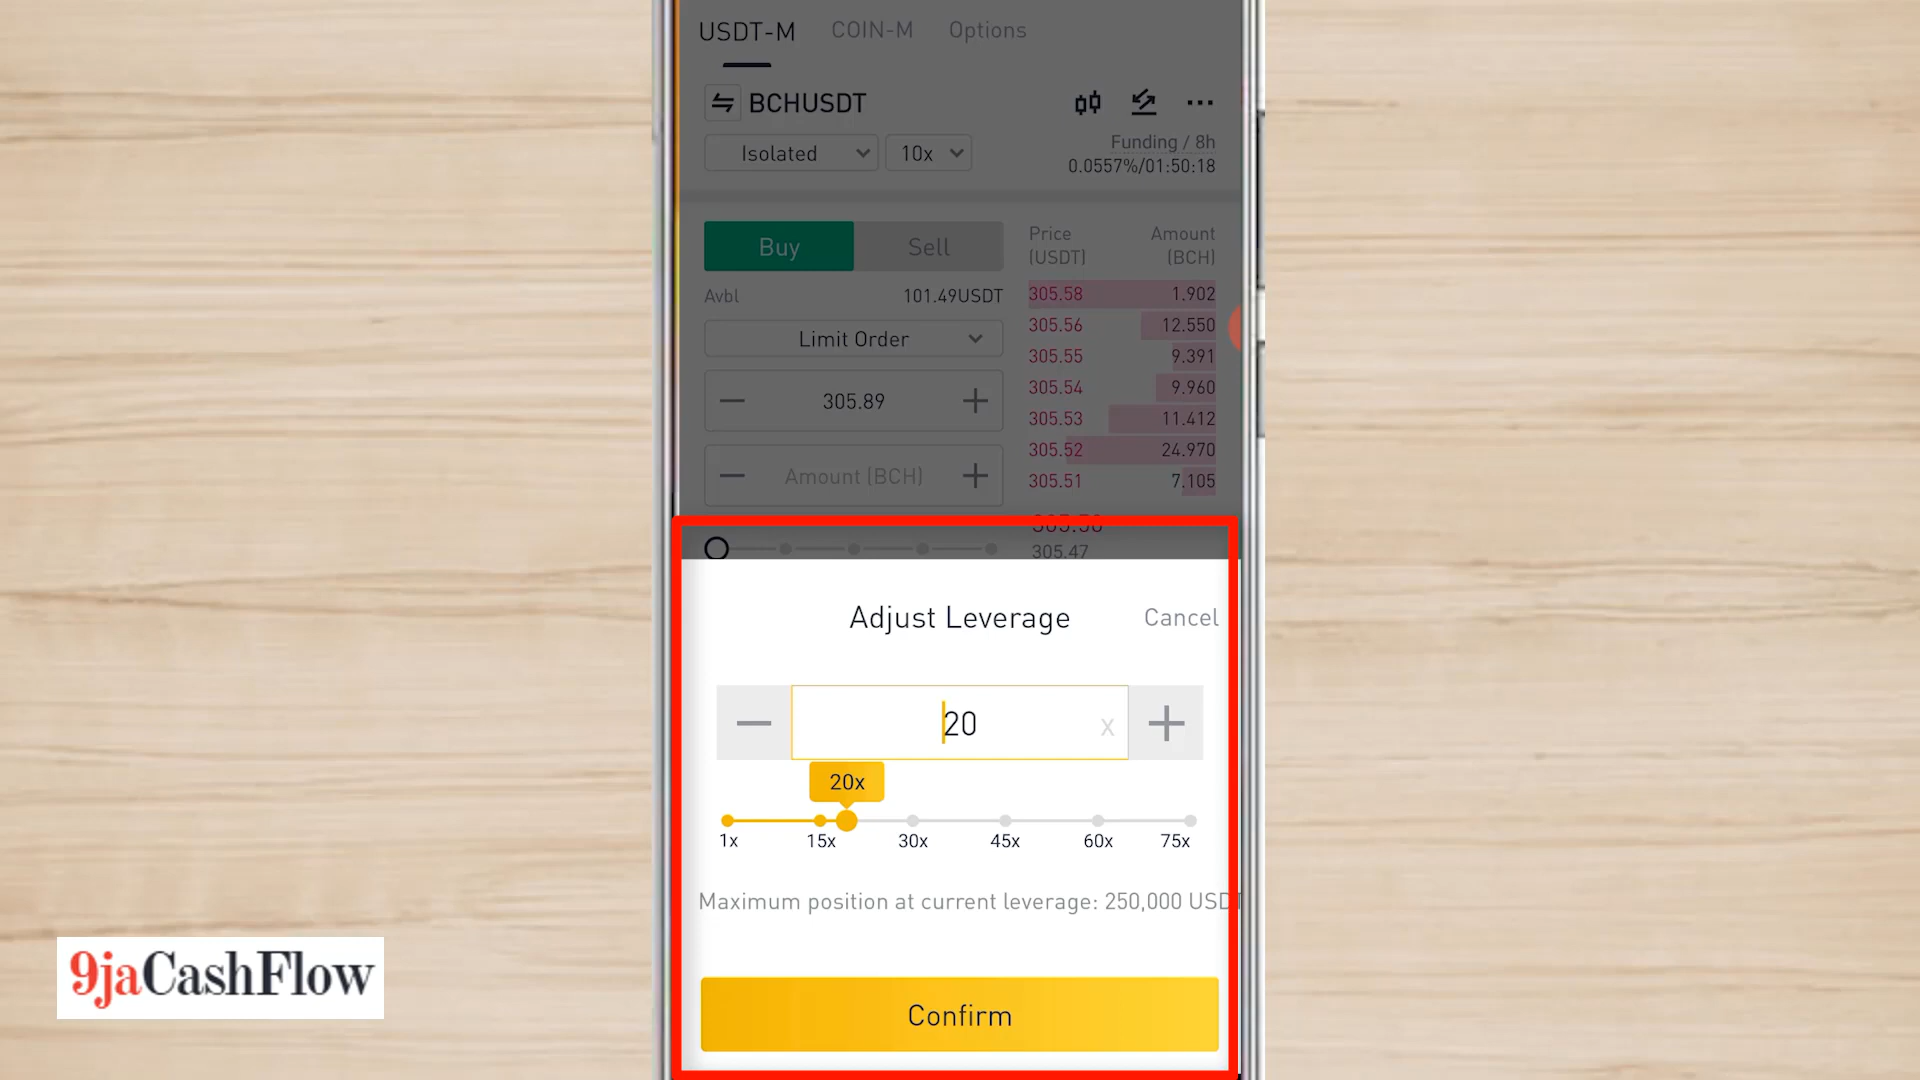 USDT-M COIN-M Options
BCHUSDT
Isolated 10x
Funding / 8h
0.0557%/01:50:18
Buy Sell
Avbl 101.49USDT
Limit Order
305.89
Amount (BCH)
Price Amount
(USDT) (BCH)
305.58 1.902
305.56 12.550
305.55 9.391
305.54 9.960
305.53 11.412
305.52 24.970
305.51 7.105
305.47
Adjust Leverage Cancel
20 x
20x
1x 15x 30x 45x 60x 75x
Maximum position at current leverage: 250,000 USDT
Confirm
9jaCashFlow